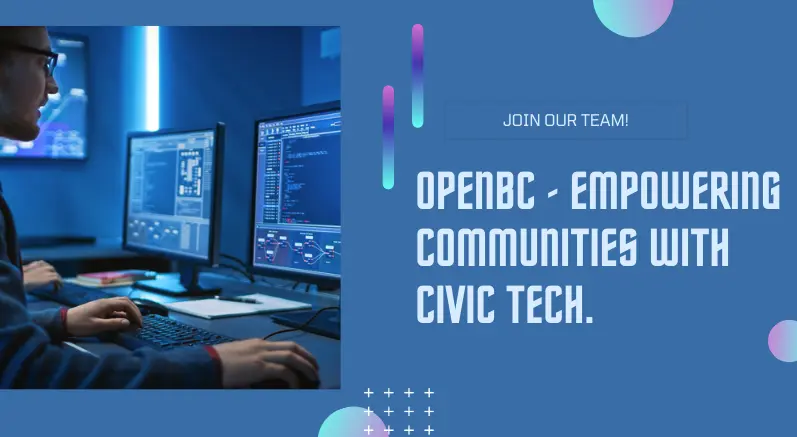 JOIN OUR TEAM!
OPENBC - EMPOWERING
COMMUNITIES WITH
CIVIC TECH.